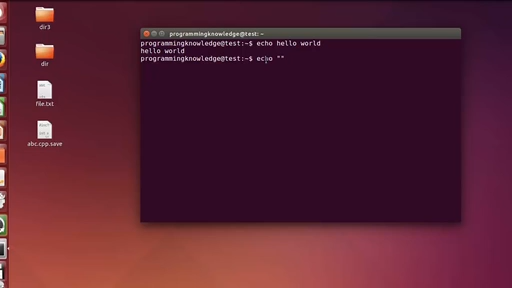 dir3
dir
file.txt
abc.cpp.save
programmingknowledge@test: ~
programmingknowledge@test:~$ echo hello world
hello world
programmingknowledge@test:~$ echo ""